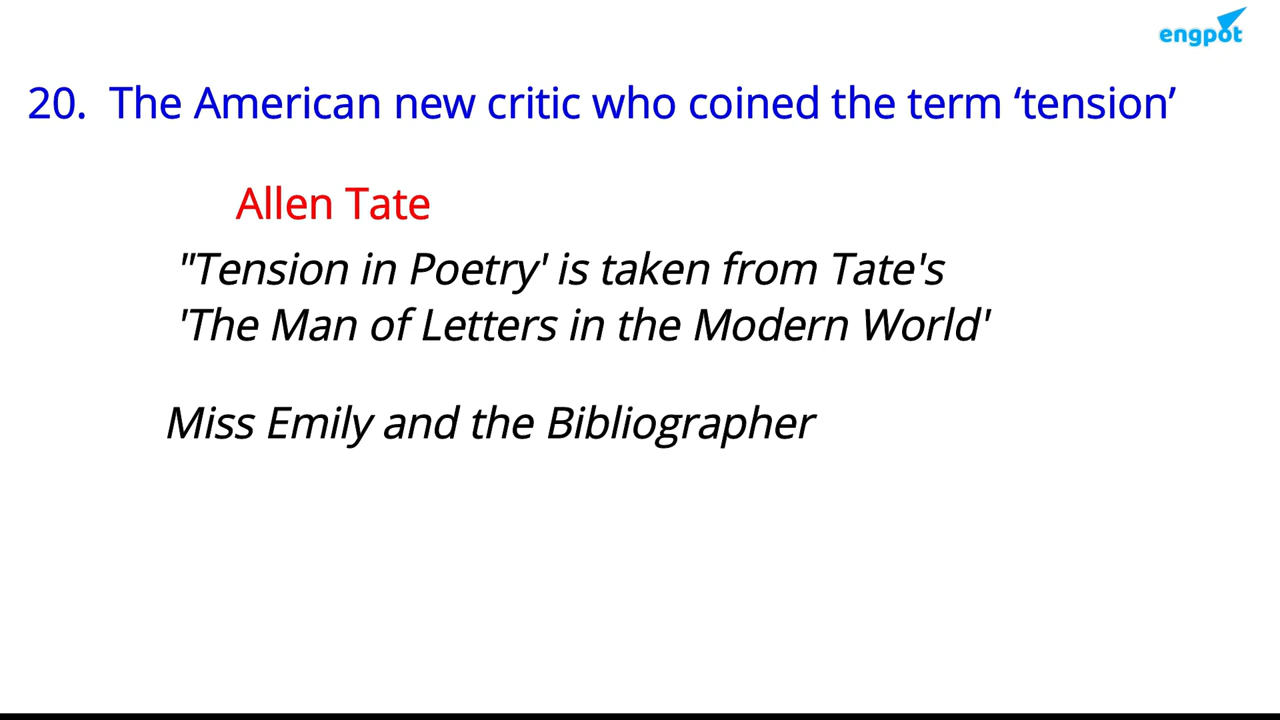 engpot
20. The American new critic who coined the term ‘tension’
Allen Tate
"Tension in Poetry' is taken from Tate's
'The Man of Letters in the Modern World'
Miss Emily and the Bibliographer